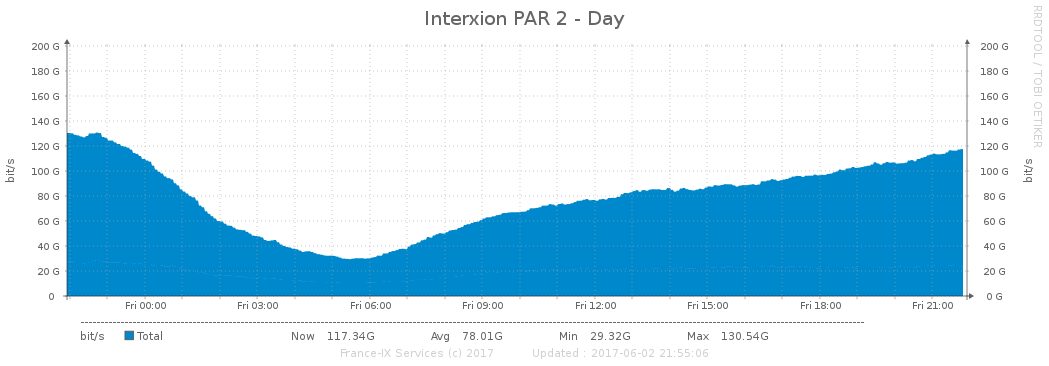 Interxion PAR 2 - Day
RRDTOOL / TOBI OETIKER
bit/s
200 G
180 G
160 G
140 G
120 G
100 G
80 G
60 G
40 G
20 G
0
200 G
180 G
160 G
140 G
120 G
100 G
80 G
60 G
40 G
20 G
0 G
bit/s
Fri 00:00 Fri 03:00 Fri 06:00 Fri 09:00 Fri 12:00 Fri 15:00 Fri 18:00 Fri 21:00
bit/s Total Now 117.34G Avg 78.01G Min 29.32G Max 130.54G
France-IX Services (c) 2017 Updated : 2017-06-02 21:55:06